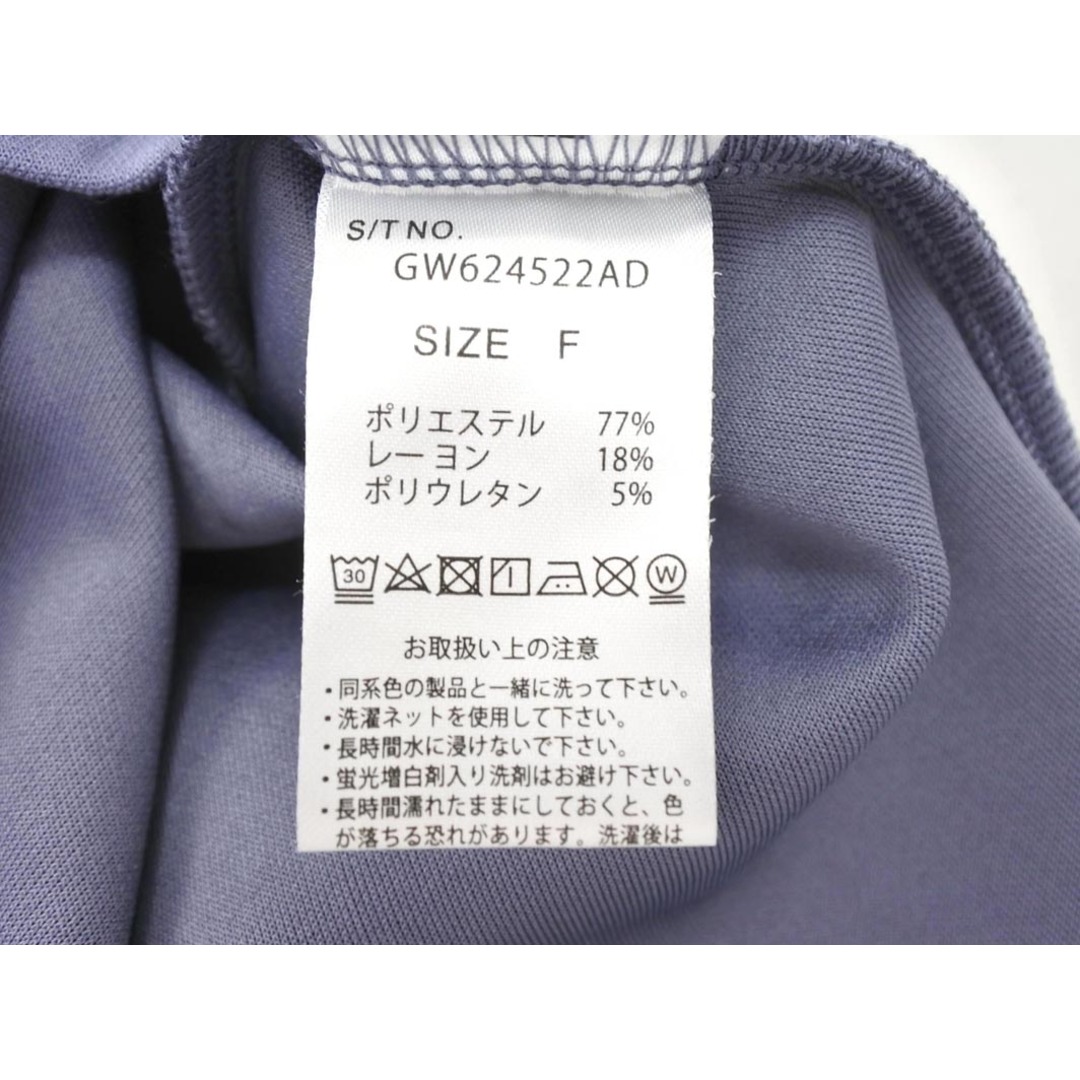 S/T NO.
GW624522AD
SIZE F
ポリエステル 77%
レーヨン 18%
ポリウレタン 5%
30 W
お取扱い上の注意
・同系色の製品と一緒に洗って下さい。
・洗濯ネットを使用して下さい。
・長時間水に浸けないで下さい。
・蛍光増白剤入り洗剤はお避け下さい。
・長時間濡れたままにしておくと、色
が落ちる恐れがあります。洗濯後は